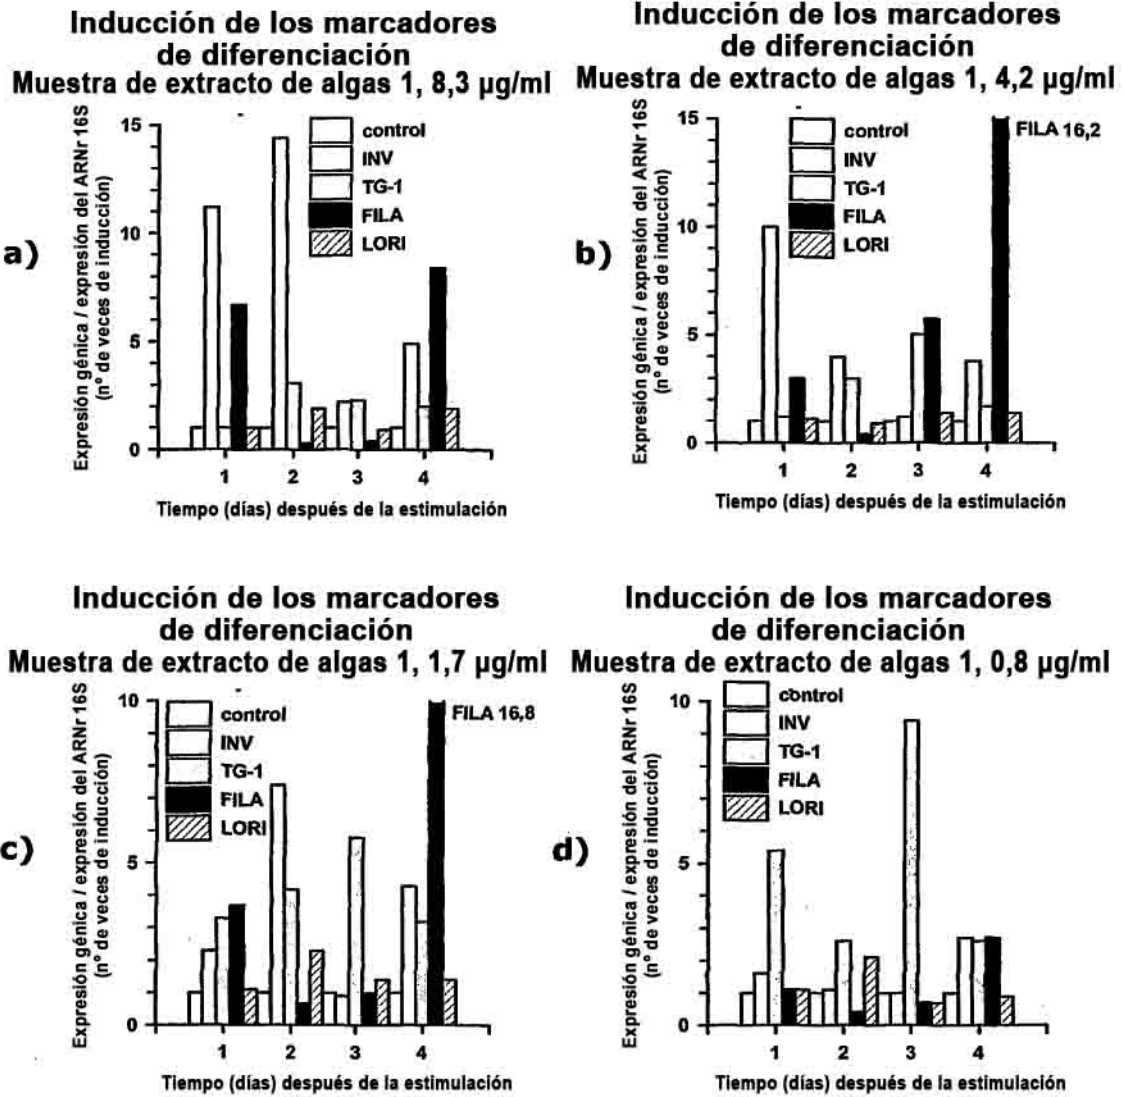 Inducción de los marcadores
de diferenciación
Muestra de extracto de algas 1, 8,3 µg/ml
a)
Expresión génica / expresión del ARNr 16S
(n° de veces de inducción)
15
10
5
0
control
INV
TG-1
FILA
LORI
1 2 3 4
Tiempo (días) después de la estimulación
Inducción de los marcadores
de diferenciación
Muestra de extracto de algas 1, 4,2 µg/ml
b)
Expresión génica / expresión del ARNr 16S
(n° de veces de inducción)
15
10
5
0
control
INV
TG-1
FILA
LORI
FILA 16,2
1 2 3 4
Tiempo (días) después de la estimulación
Inducción de los marcadores
de diferenciación
Muestra de extracto de algas 1, 1,7 µg/ml
c)
Expresión génica / expresión del ARNr 16S
(n° de veces de inducción)
10
5
0
control
INV
TG-1
FILA
LORI
FILA 16,8
1 2 3 4
Tiempo (días) después de la estimulación
Inducción de los marcadores
de diferenciación
Muestra de extracto de algas 1, 0,8 µg/ml
d)
Expresión génica / expresión del ARNr 16S
(n° de veces de inducción)
10
5
0
control
INV
TG-1
FILA
LORI
1 2 3 4
Tiempo (días) después de la estimulación